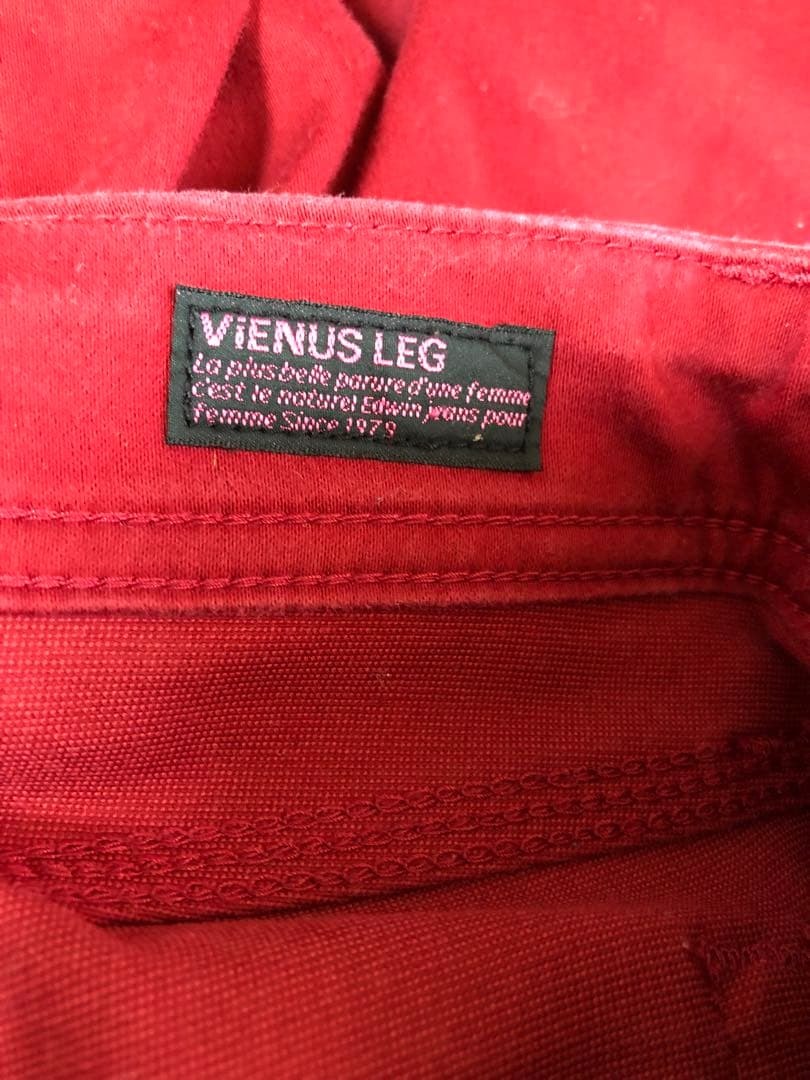 ViENUS LEG
La plus belle parure d'une femme
c'est le naturel Edwin jeans pour
femme Since 1979